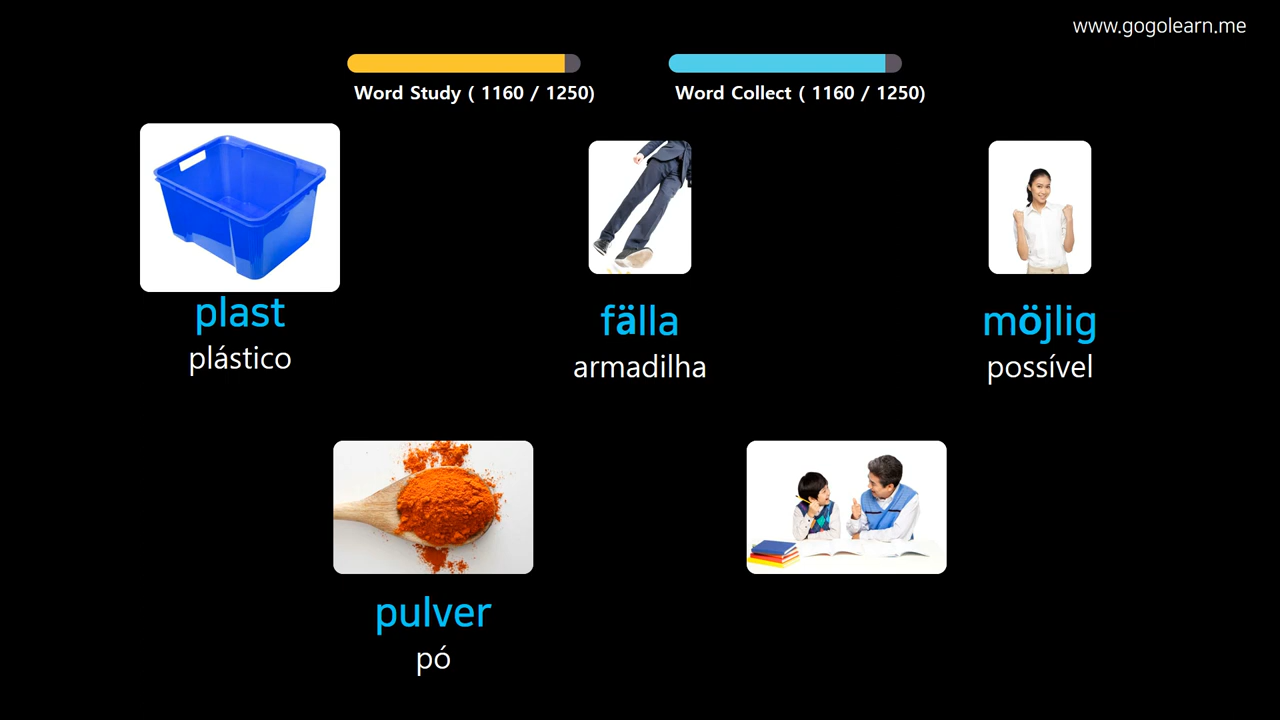 www.gogolearn.me
Word Study ( 1160 / 1250)
Word Collect ( 1160 / 1250)
plast
plástico
fälla
armadilha
möjlig
possível
pulver
pó